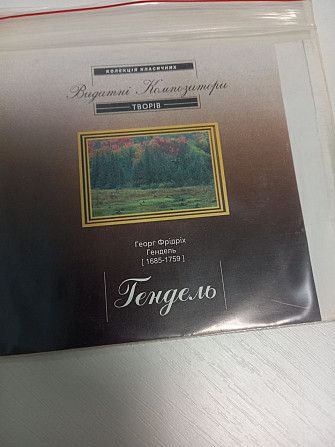 КОЛЕКЦІЯ КЛАСИЧНИХ
Видатні Композитори
ТВОРІВ
Георг Фрідріх
Гендель
[ 1685-1759 ]
Гендель